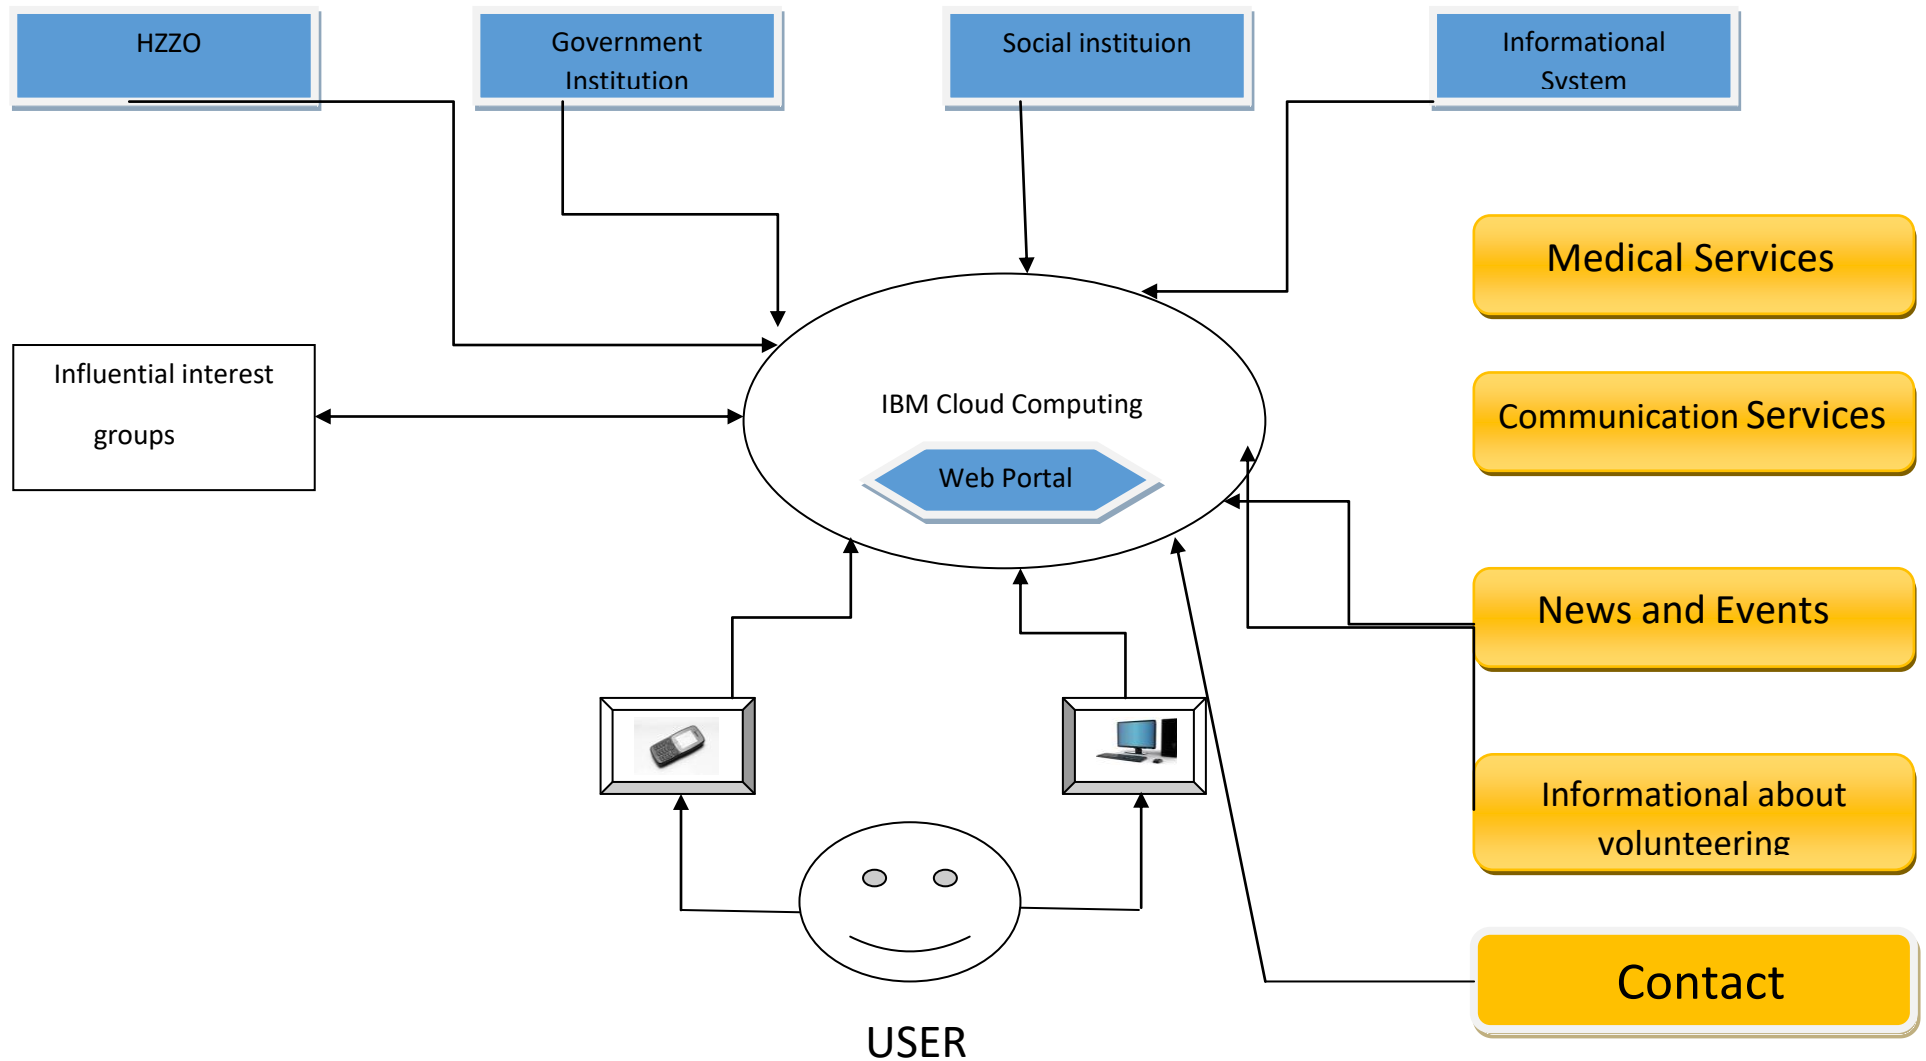 HZZO
Government
Institution
Social instituion
Informational
System
Medical Services
Influential interest
groups
IBM Cloud Computing
Communication Services
Web Portal
News and Events
Informational about
volunteering
Contact
USER